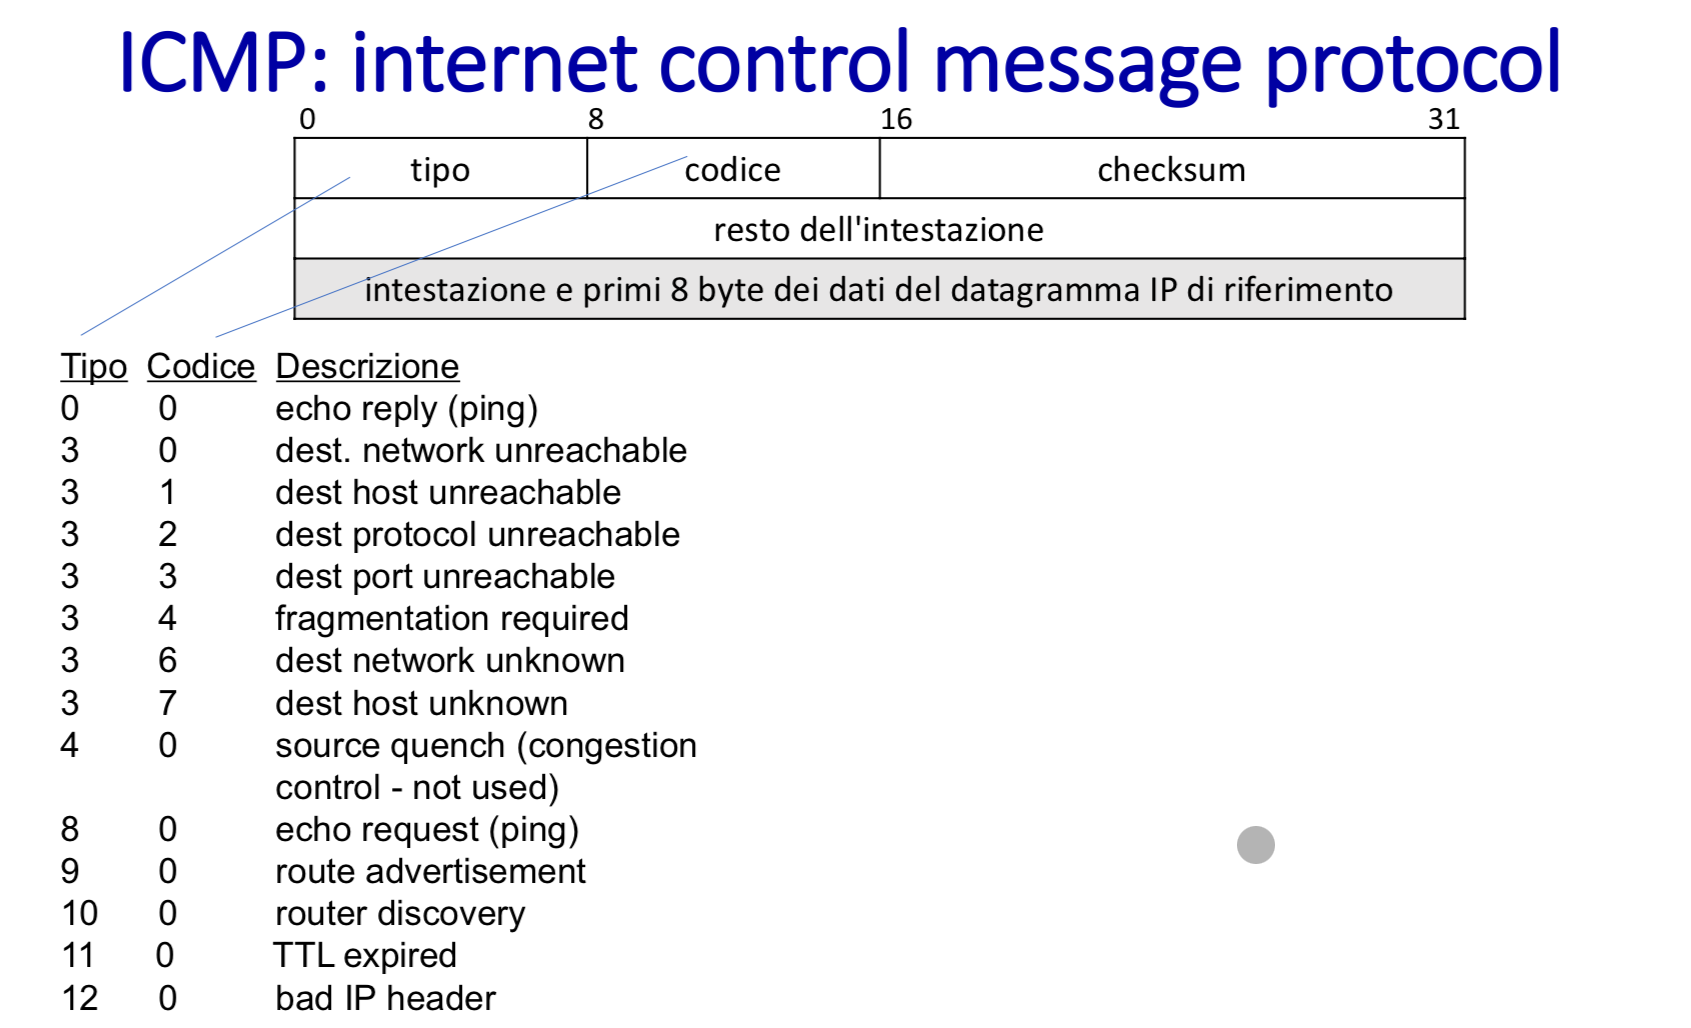 ICMP: internet control message protocol
0 8 16 31
tipo codice checksum
resto dell'intestazione
intestazione e primi 8 byte dei dati del datagramma IP di riferimento
Tipo Codice Descrizione
0 0 echo reply (ping)
3 0 dest. network unreachable
3 1 dest host unreachable
3 2 dest protocol unreachable
3 3 dest port unreachable
3 4 fragmentation required
3 6 dest network unknown
3 7 dest host unknown
4 0 source quench (congestion
control - not used)
8 0 echo request (ping)
9 0 route advertisement
10 0 router discovery
11 0 TTL expired
12 0 bad IP header